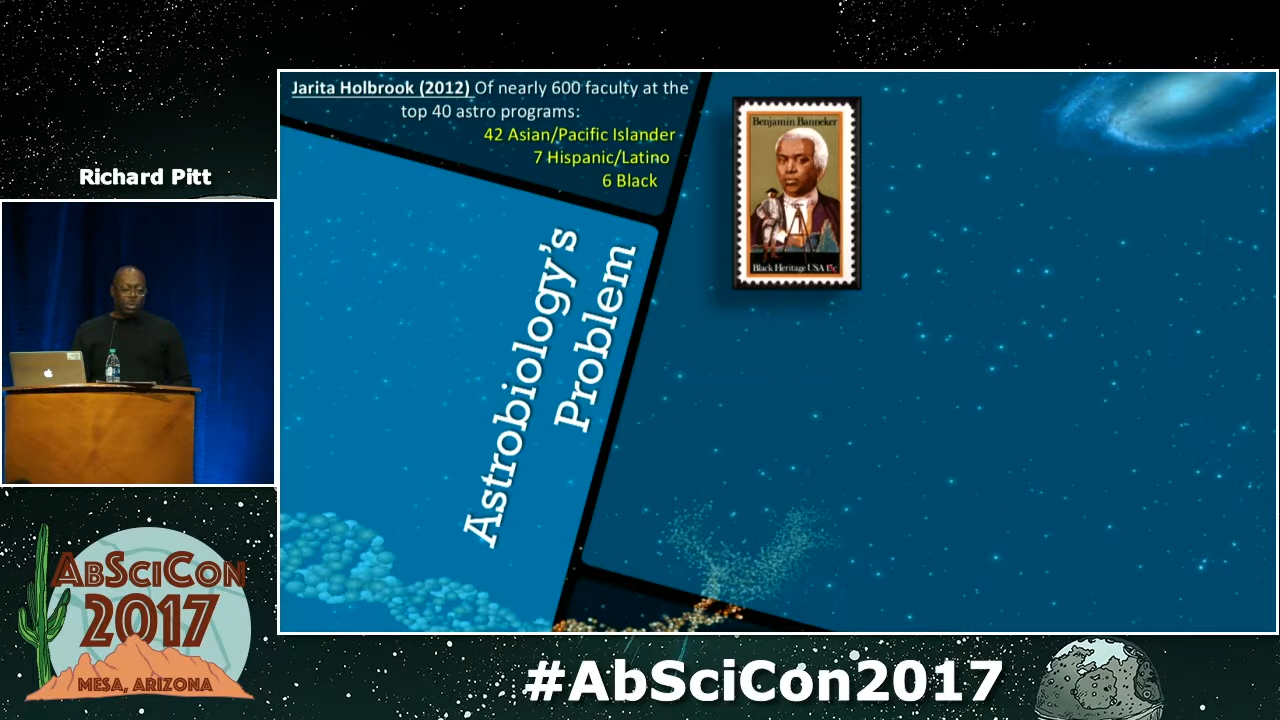 Jarita Holbrook (2012) Of nearly 600 faculty at the
top 40 astro programs:
42 Asian/Pacific Islander
7 Hispanic/Latino
6 Black
Benjamin Banneker
Black Heritage USA 15c
Astrobiology's
Problem
Richard Pitt
AbSciCon
2017
MESA, ARIZONA
#AbSciCon2017